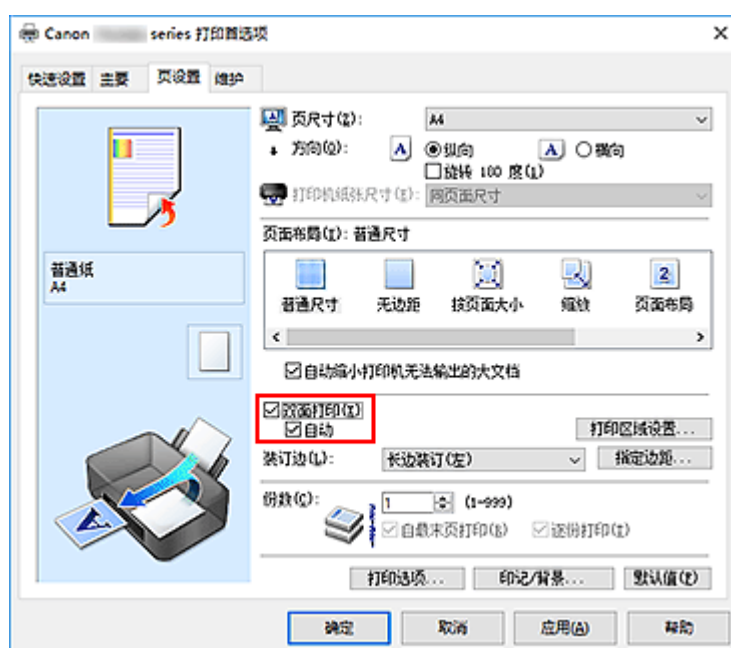 Canon series 打印首选项
快速设置 主要 页设置 维护
页尺寸(Z): A4
方向(O): A 纵向 A 横向
旋转 180 度(L)
打印机纸张尺寸(E): 同页面尺寸
页面布局(I): 普通尺寸
普通尺寸 无边距 按页面大小 缩放 页面布局
自动缩小打印机无法输出的大文档
普通纸
A4
双面打印(X)
自动
打印区域设置...
装订边(L): 长边装订(左) 指定边距...
份数(C): 1 (1-999)
自最末页打印(B) 逐份打印(T)
打印选项... 印记/背景... 默认值(F)
确定 取消 应用(A) 帮助